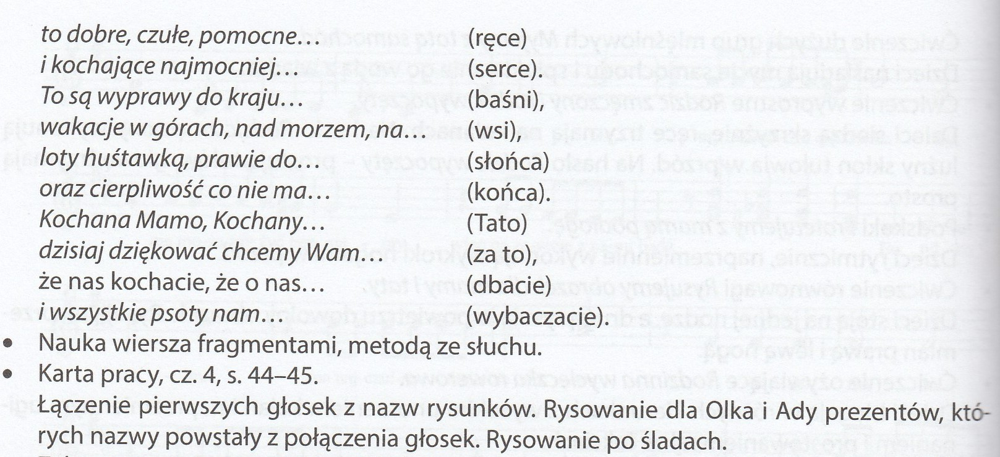 to dobre, czułe, pomocne… (ręce)
i kochające najmocniej… (serce).
To są wyprawy do kraju… (baśni),
wakacje w górach, nad morzem, na… (wsi),
loty huśtawką, prawie do… (słońca)
oraz cierpliwość co nie ma… (końca).
Kochana Mamo, Kochany… (Tato)
dzisiaj dziękować chcemy Wam… (za to),
że nas kochacie, że o nas… (dbacie)
i wszystkie psoty nam… (wybaczacie).
• Nauka wiersza fragmentami, metodą ze słuchu.
• Karta pracy, cz. 4, s. 44–45.
Łączenie pierwszych głosek z nazw rysunków. Rysowanie dla Olka i Ady prezentów, któ-
rych nazwy powstały z połączenia głosek. Rysowanie po śladach.